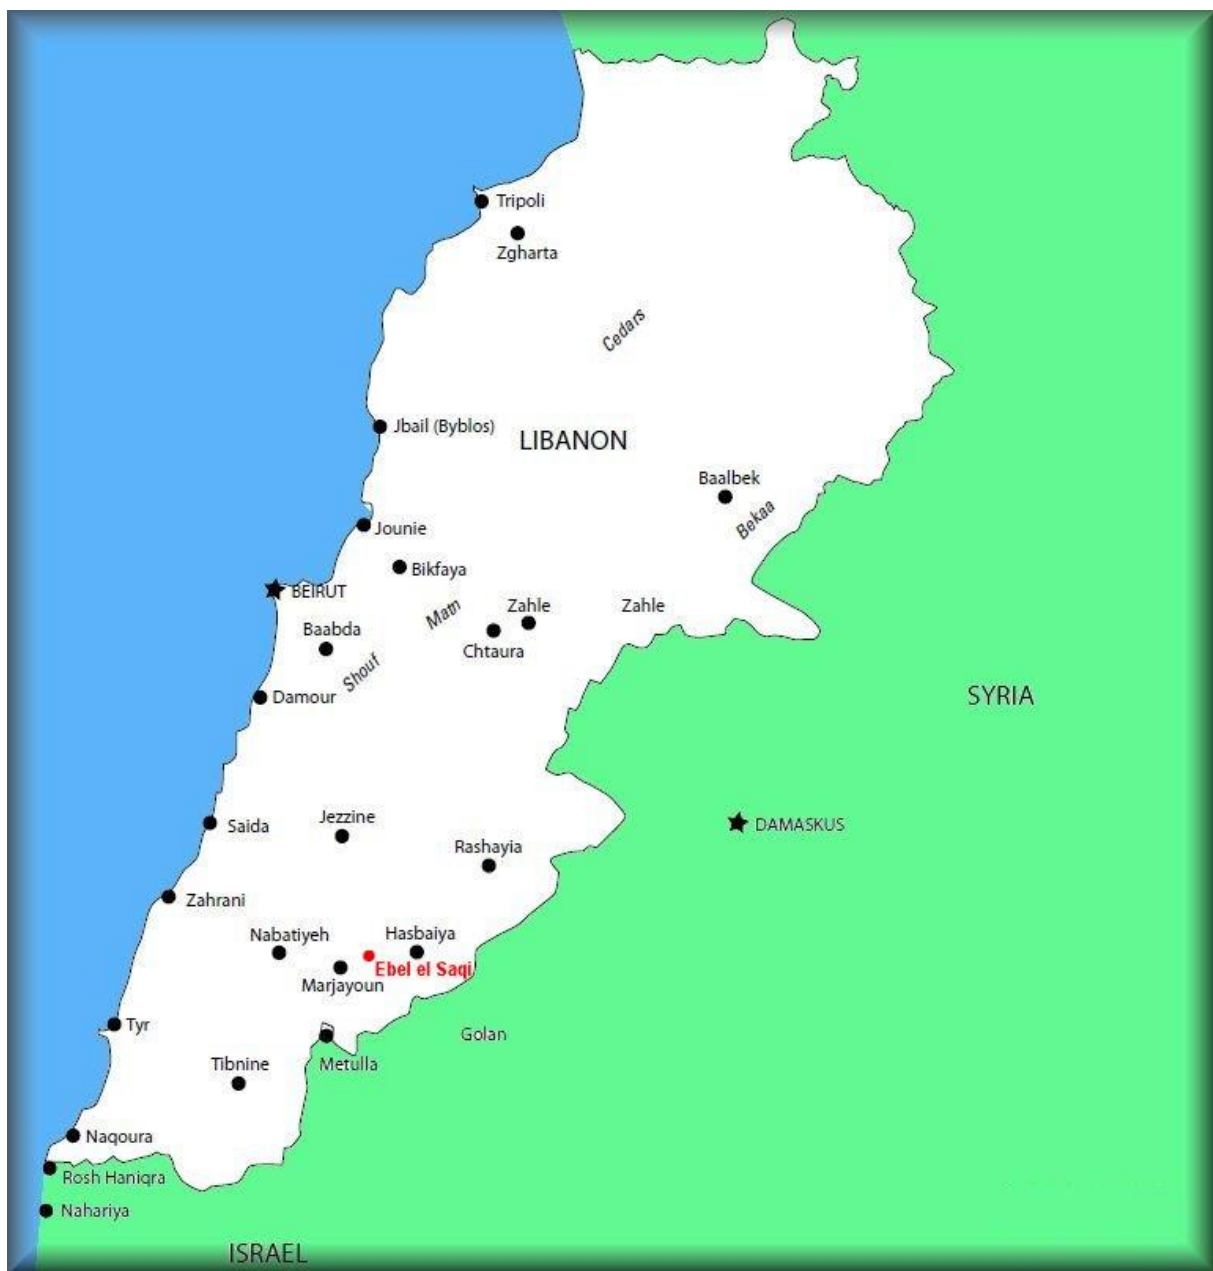 Tripoli
Zgharta
Cedars
Jbail (Byblos)
LIBANON
Baalbek
Bekaa
Jounie
Bikfaya
BEIRUT
Matn
Zahle
Zahle
Baabda
Chtaura
Shouf
Damour
SYRIA
Jezzine
Saida
DAMASKUS
Rashayia
Zahrani
Nabatiyeh
Hasbaiya
Ebel el Saqi
Marjayoun
Tyr
Golan
Tibnine
Metulla
Naqoura
Rosh Haniqra
Nahariya
ISRAEL